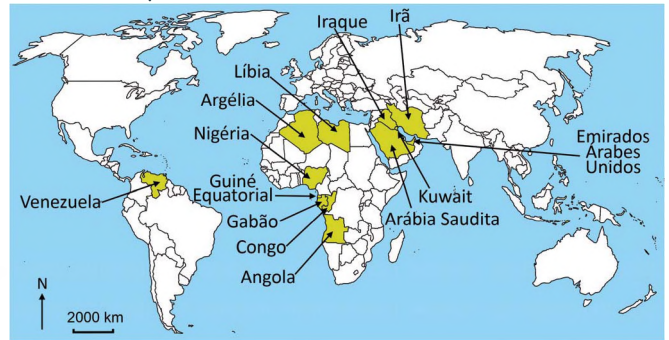 Iraque
Irã
Líbia
Argélia
Nigéria
Emirados
Árabes
Unidos
Guiné
Equatorial
Kuwait
Venezuela
Gabão
Arábia Saudita
Congo
Angola
N
2000 km